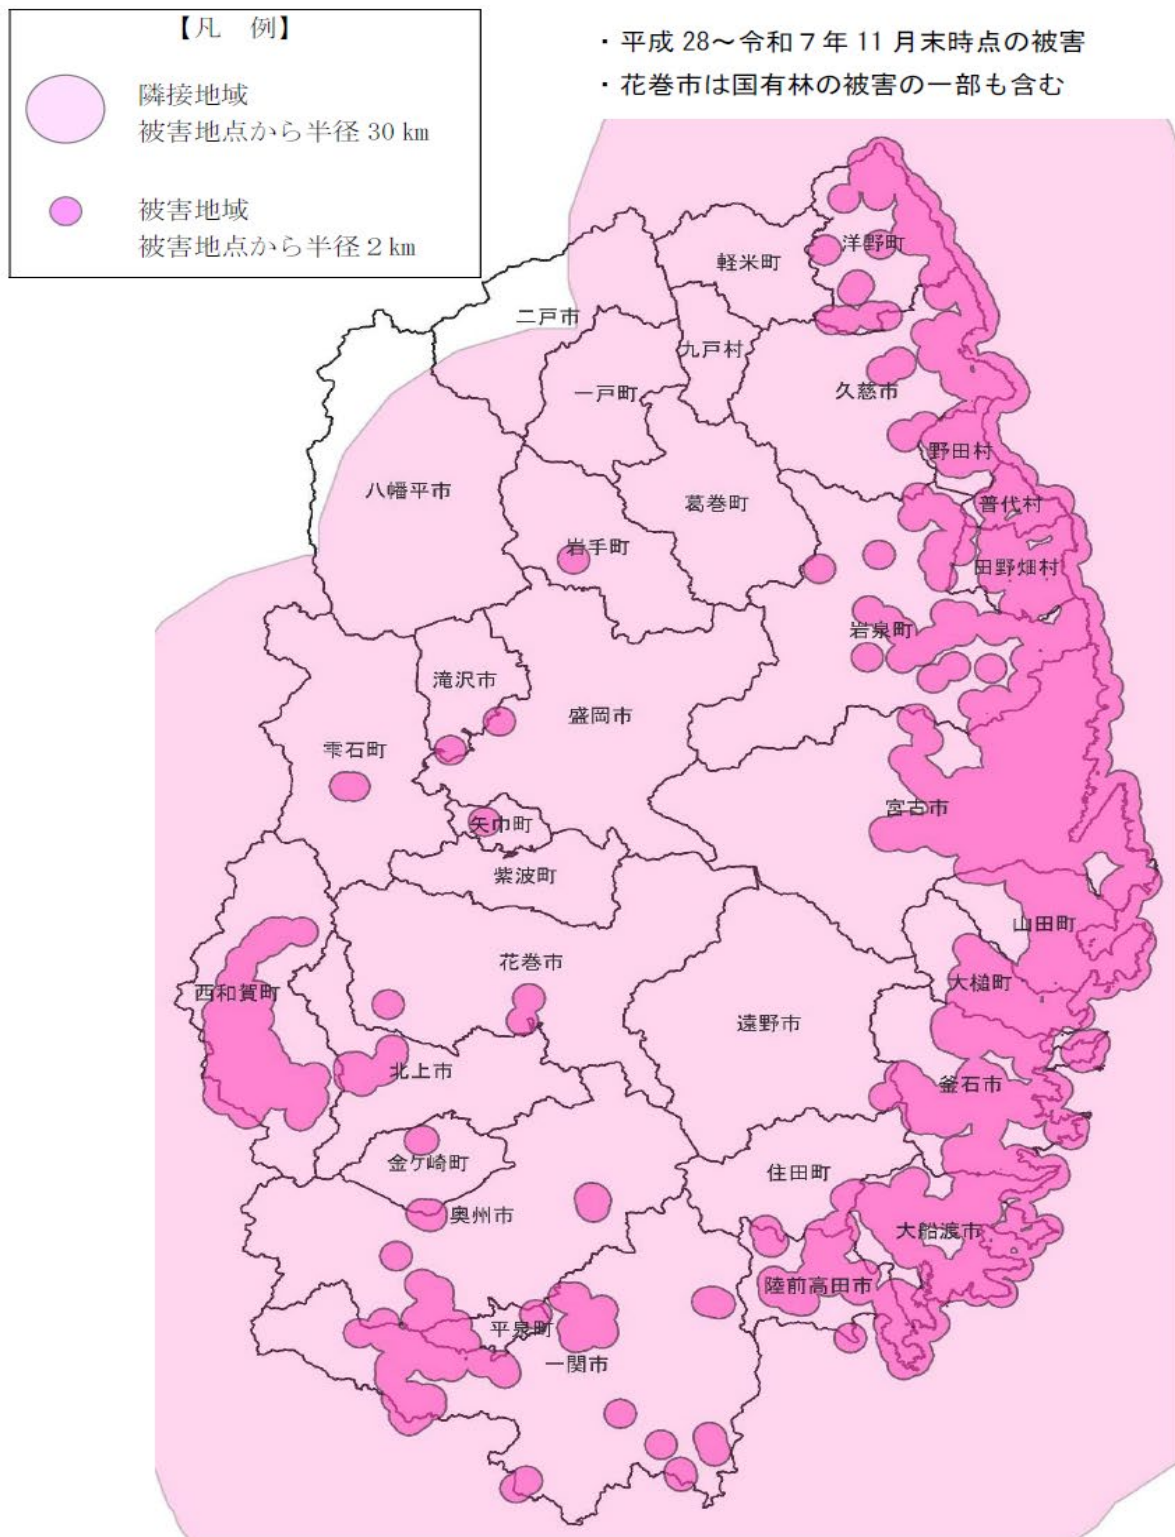 【凡 例】
隣接地域
被害地点から半径 30 km
被害地域
被害地点から半径 2 km
・平成 28～令和 7 年 11 月末時点の被害
・花巻市は国有林の被害の一部も含む
洋野町
軽米町
二戸市
九戸村
一戸町
久慈市
野田村
八幡平市
葛巻町
普代村
岩手町
田野畑村
岩泉町
滝沢市
盛岡市
雫石町
宮古市
矢巾町
紫波町
山田町
花巻市
大槌町
西和賀町
遠野市
北上市
釜石市
金ケ崎町
住田町
奥州市
大船渡市
陸前高田市
平泉町
一関市